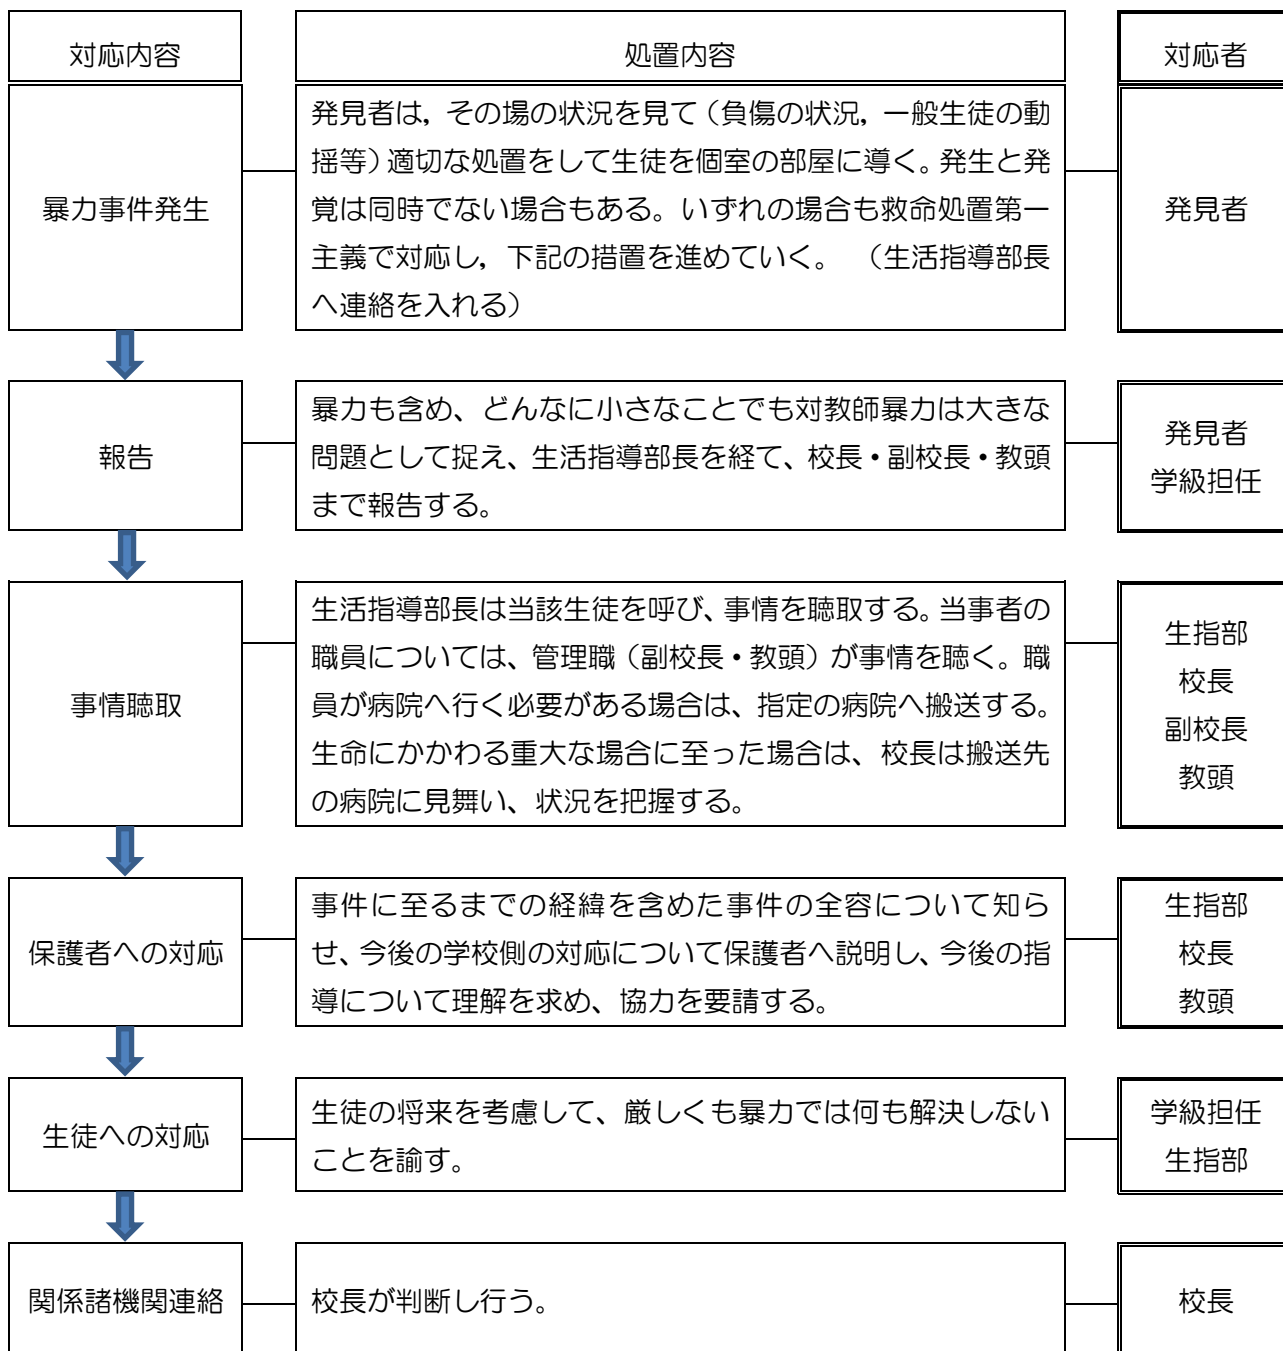 対応内容
処置内容
対応者
暴力事件発生
発見者は，その場の状況を見て（負傷の状況，一般生徒の動
揺等）適切な処置をして生徒を個室の部屋に導く。発生と発
覚は同時でない場合もある。いずれの場合も救命処置第一
主義で対応し，下記の措置を進めていく。　（生活指導部長
へ連絡を入れる）
発見者
報告
暴力も含め、どんなに小さなことでも対教師暴力は大きな
問題として捉え、生活指導部長を経て、校長・副校長・教頭
まで報告する。
発見者
学級担任
事情聴取
生活指導部長は当該生徒を呼び、事情を聴取する。当事者の
職員については、管理職（副校長・教頭）が事情を聴く。職
員が病院へ行く必要がある場合は、指定の病院へ搬送する。
生命にかかわる重大な場合に至った場合は、校長は搬送先
の病院に見舞い、状況を把握する。
生指部
校長
副校長
教頭
保護者への対応
事件に至るまでの経緯を含めた事件の全容について知ら
せ、今後の学校側の対応について保護者へ説明し、今後の指
導について理解を求め、協力を要請する。
生指部
校長
教頭
生徒への対応
生徒の将来を考慮して、厳しくも暴力では何も解決しない
ことを諭す。
学級担任
生指部
関係諸機関連絡
校長が判断し行う。
校長